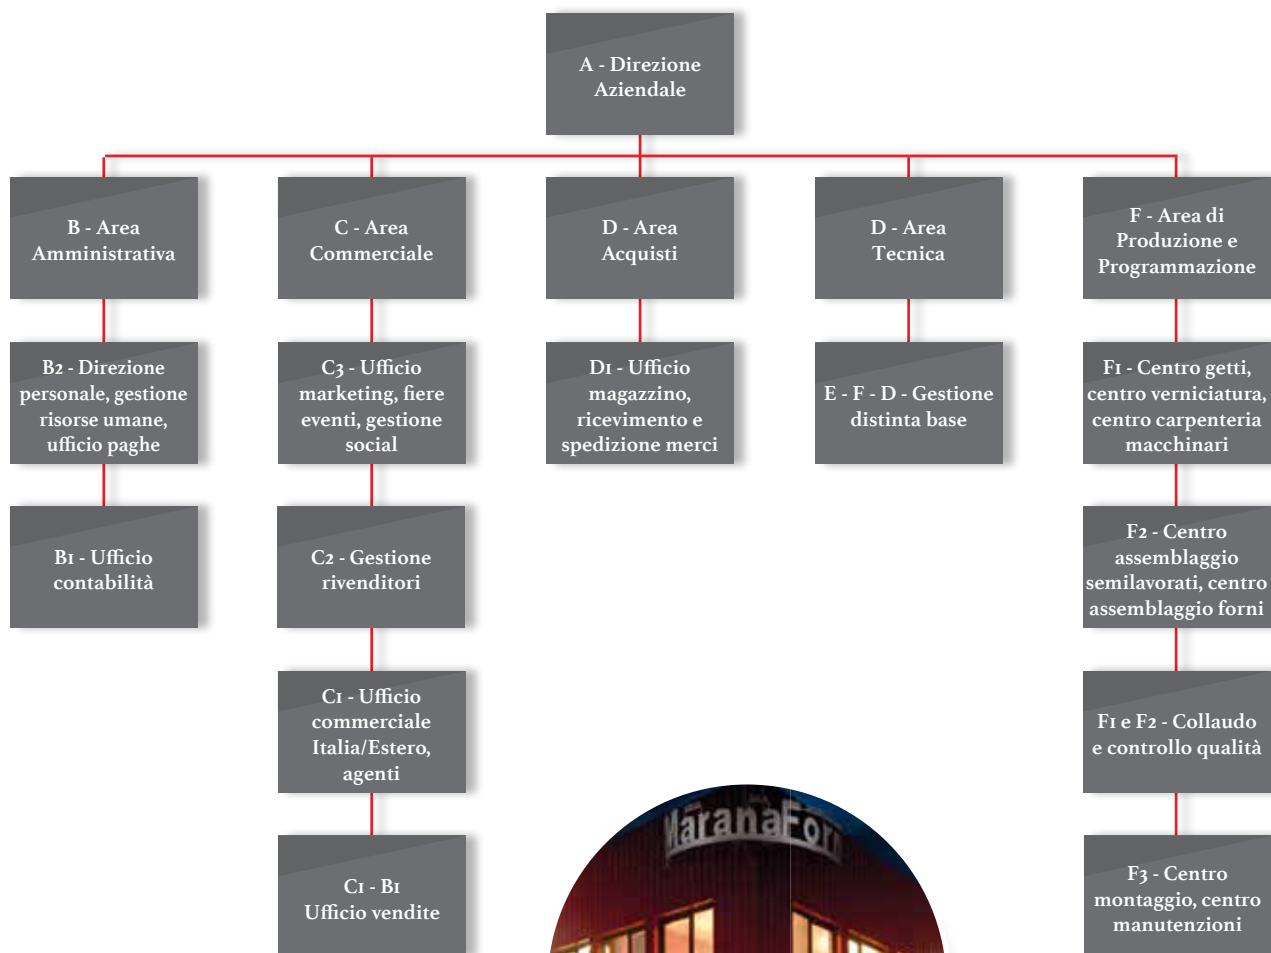 A - Direzione
Aziendale
B - Area
Amministrativa
C - Area
Commerciale
D - Area
Acquisti
D - Area
Tecnica
F - Area di
Produzione e
Programmazione
B2 - Direzione
personale, gestione
risorse umane,
ufficio paghe
C3 - Ufficio
marketing, fiere
eventi, gestione
social
D1 - Ufficio
magazzino,
ricevimento e
spedizione merci
E - F - D - Gestione
distinta base
F1 - Centro getti,
centro verniciatura,
centro carpenteria
macchinari
B1 - Ufficio
contabilità
C2 - Gestione
rivenditori
F2 - Centro
assemblaggio
semilavorati, centro
assemblaggio forni
C1 - Ufficio
commerciale
Italia/Estero,
agenti
F1 e F2 - Collaudo
e controllo qualità
C1 - B1
Ufficio vendite
F3 - Centro
montaggio, centro
manutenzioni
MaranaForn